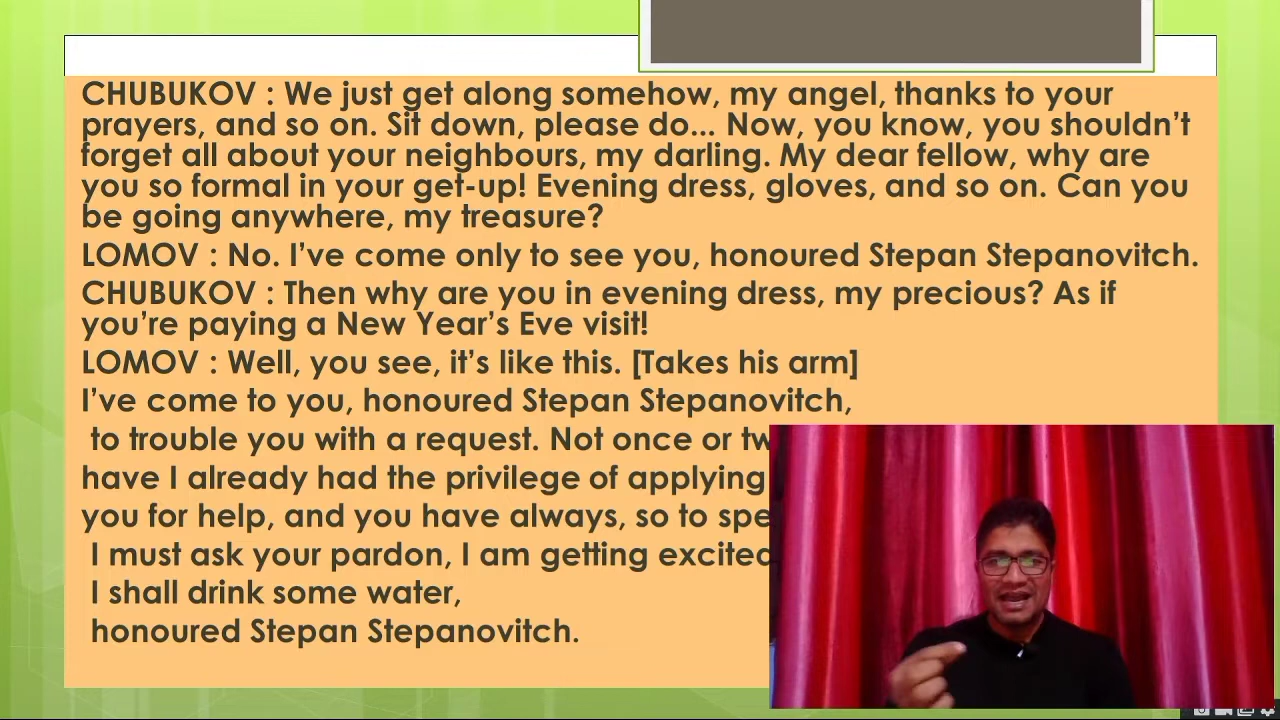 CHUBUKOV : We just get along somehow, my angel, thanks to your
prayers, and so on. Sit down, please do... Now, you know, you shouldn't
forget all about your neighbours, my darling. My dear fellow, why are
you so formal in your get-up! Evening dress, gloves, and so on. Can you
be going anywhere, my treasure?
LOMOV : No. I've come only to see you, honoured Stepan Stepanovitch.
CHUBUKOV : Then why are you in evening dress, my precious? As if
you're paying a New Year's Eve visit!
LOMOV : Well, you see, it's like this. [Takes his arm]
I've come to you, honoured Stepan Stepanovitch,
to trouble you with a request. Not once or
have I already had the privilege of applying
you for help, and you have always, so to
I must ask your pardon, I am getting excited
I shall drink some water,
honoured Stepan Stepanovitch.